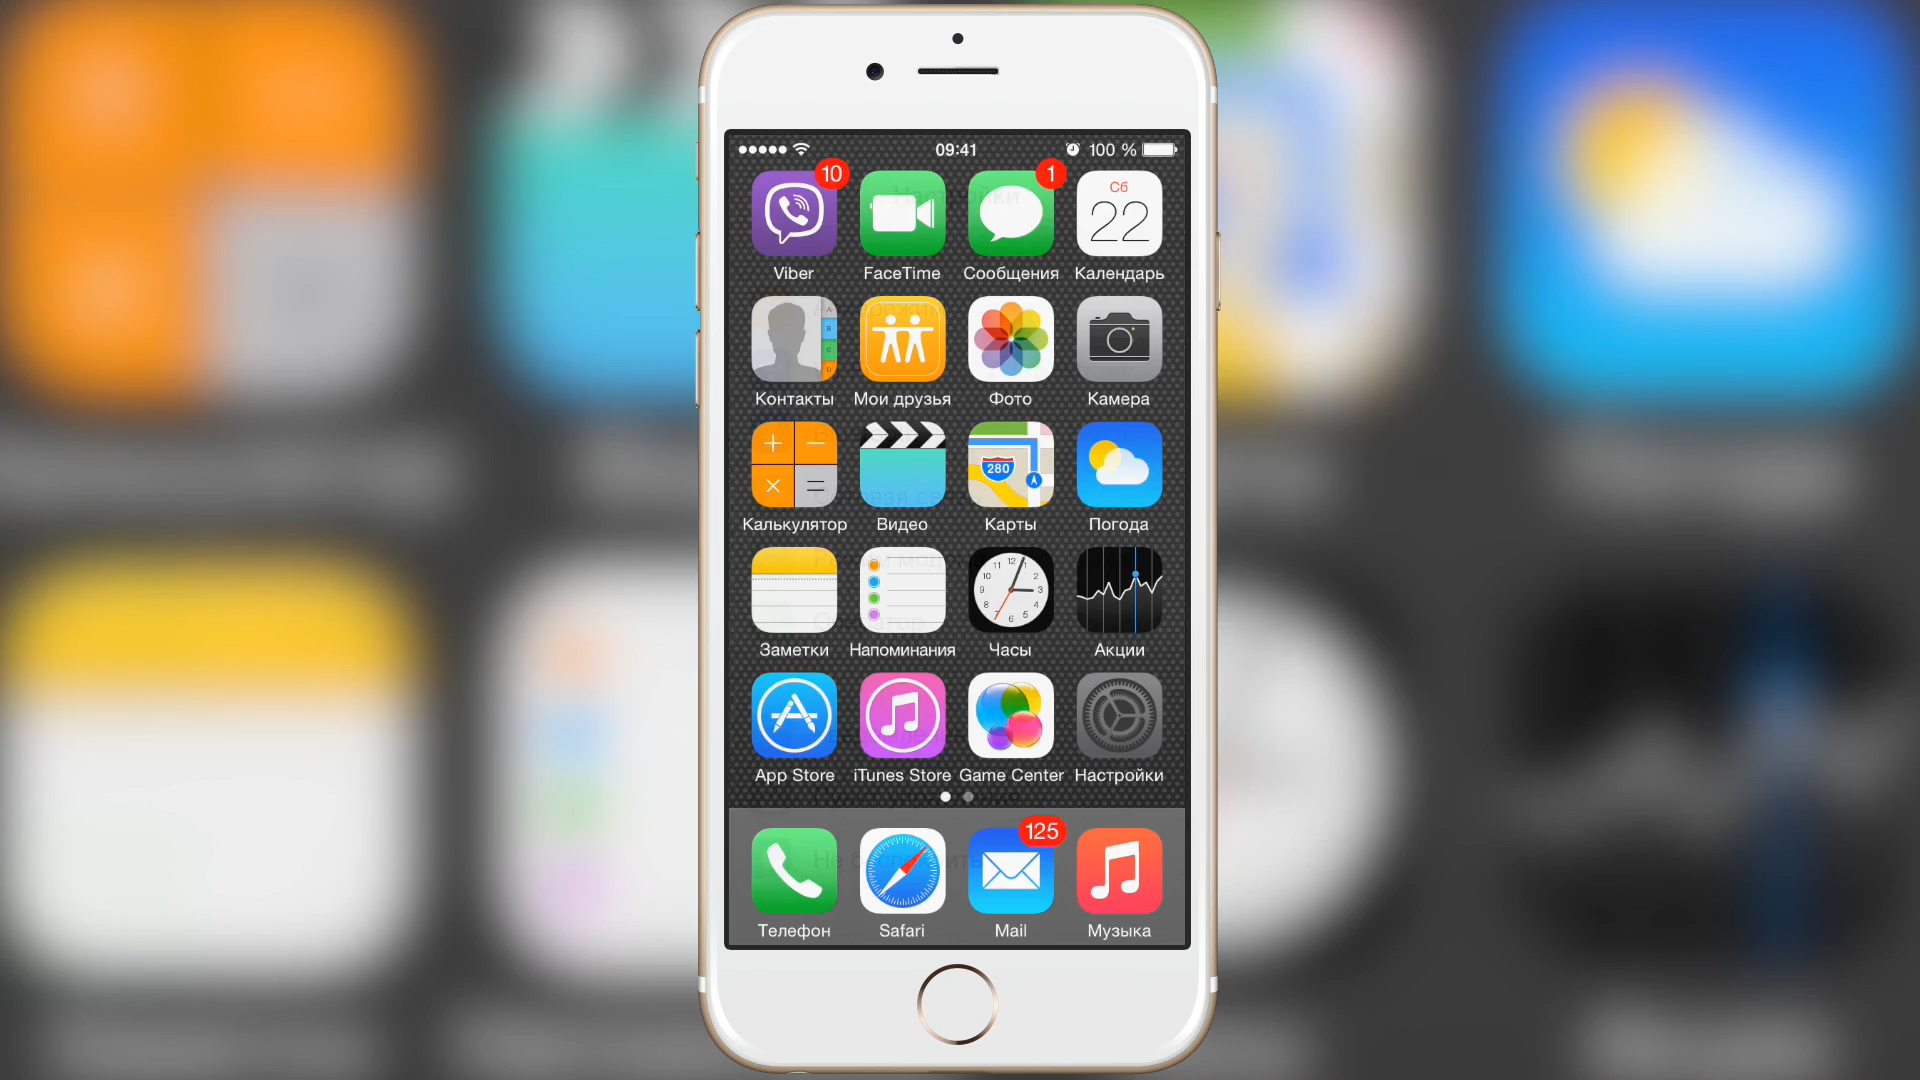 09:41 100 %
10 1
Сб
22
Viber FaceTime Сообщения Календарь
Контакты Мои друзья Фото Камера
280
Калькулятор Видео Карты Погода
Заметки Напоминания Часы Акции
App Store iTunes Store Game Center Настройки
125
Телефон Safari Mail Музыка